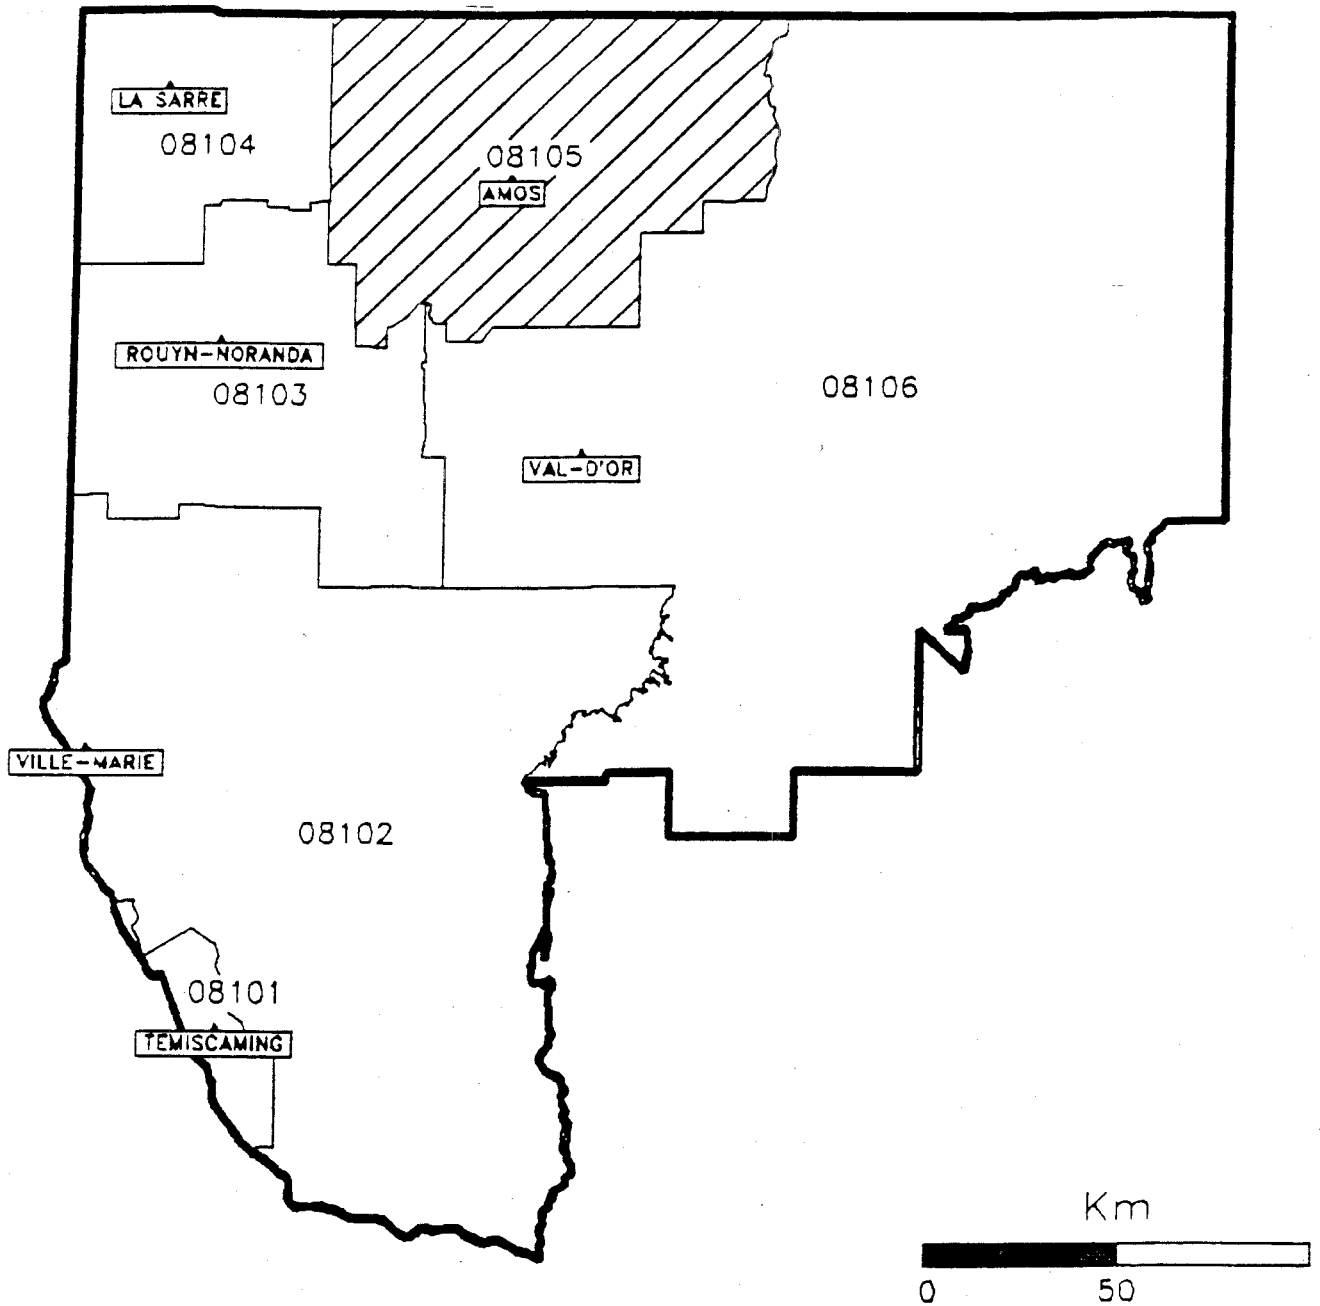 LA SARRE
08104
08105
AMOS
ROUYN-NORANDA
08103
08106
VAL-D'OR
VILLE-MARIE
08102
08101
TEMISCAMING
Km
0 50